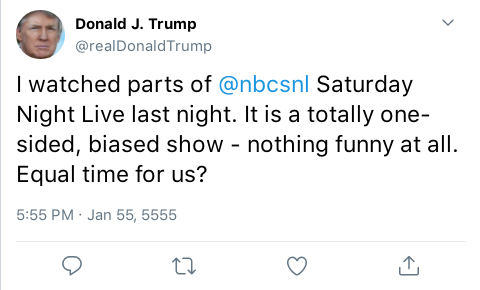 Donald J. Trump
@realDonaldTrump
I watched parts of @nbcsnl Saturday
Night Live last night. It is a totally one-
sided, biased show - nothing funny at all.
Equal time for us?
5:55 PM · Jan 55, 5555